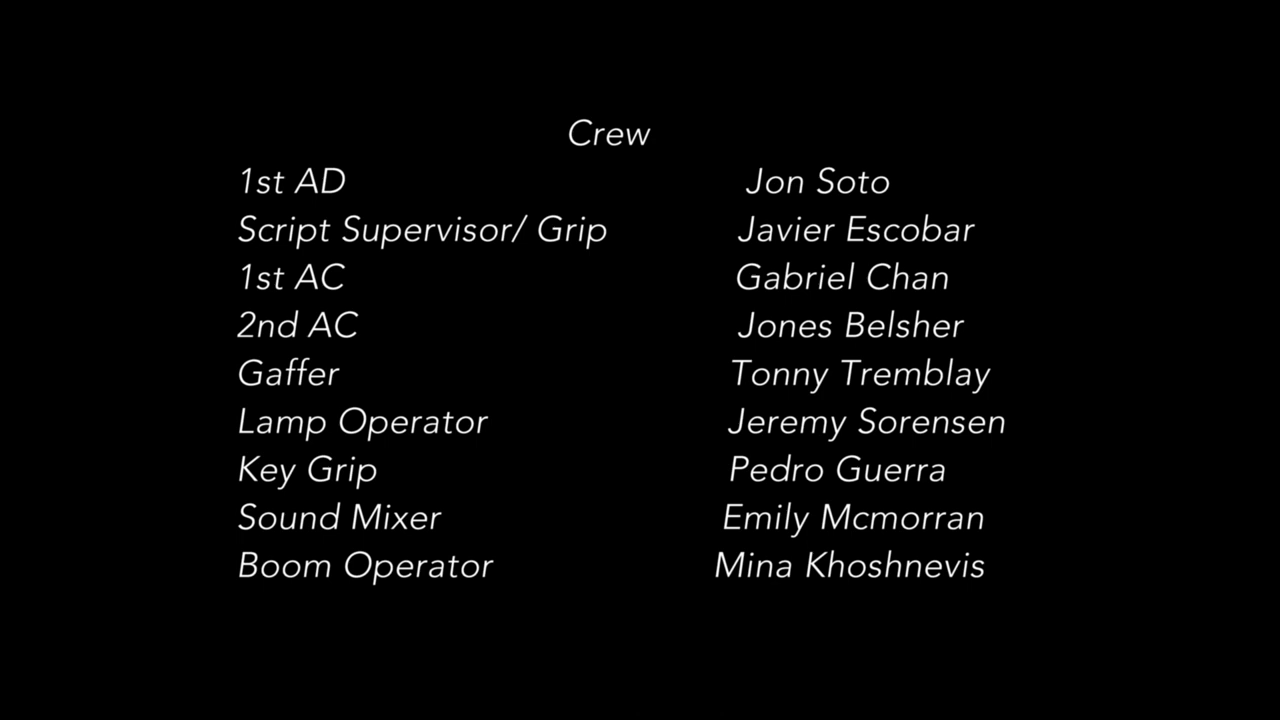 Crew
1st AD Jon Soto
Script Supervisor/ Grip Javier Escobar
1st AC Gabriel Chan
2nd AC Jones Belsher
Gaffer Tonny Tremblay
Lamp Operator Jeremy Sorensen
Key Grip Pedro Guerra
Sound Mixer Emily Mcmorran
Boom Operator Mina Khoshnevis